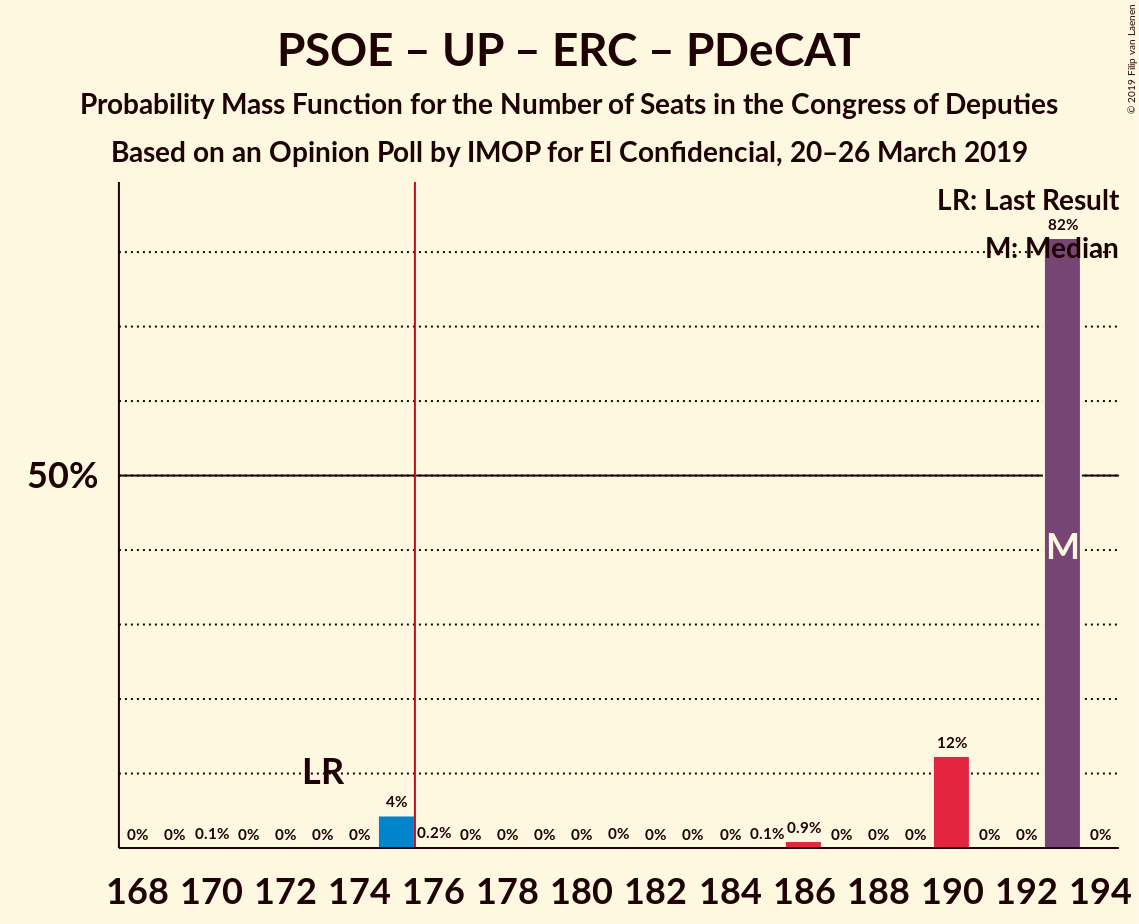 PSOE – UP – ERC – PDeCAT
Probability Mass Function for the Number of Seats in the Congress of Deputies
Based on an Opinion Poll by IMOP for El Confidencial, 20–26 March 2019
© 2019 Filip van Laenen
LR: Last Result
82%
M: Median
50%
M
12%
LR
4%
0% 0% 0.1% 0% 0% 0% 0% 0.2% 0% 0% 0% 0% 0% 0% 0% 0% 0.1% 0.9% 0% 0% 0% 0% 0% 0%
168 170 172 174 176 178 180 182 184 186 188 190 192 194